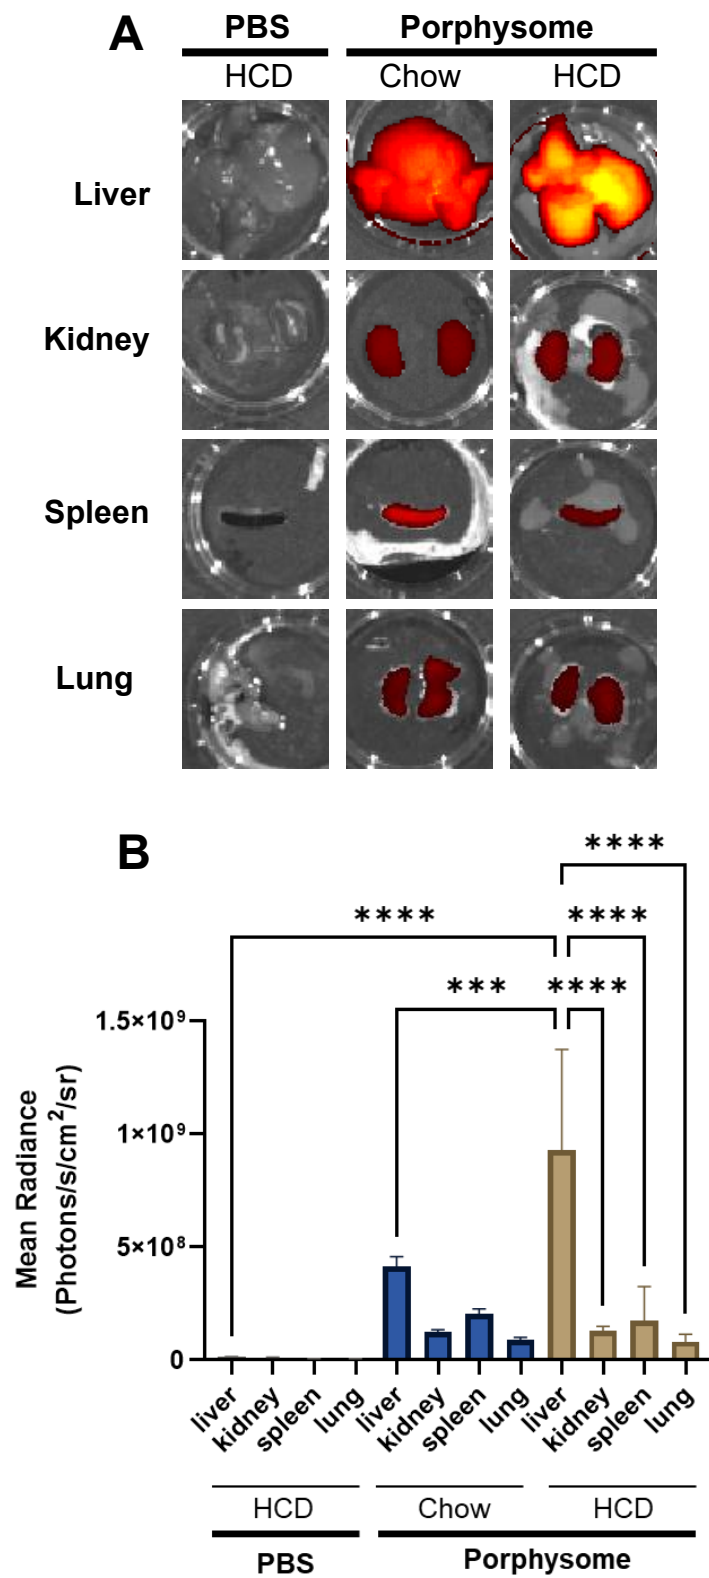 A
PBS Porphysome
HCD Chow HCD
Liver
Kidney
Spleen
Lung
B
****
**** ****
*** ****
1.5×10⁹
1×10⁹
5×10⁸
0
Mean Radiance
(Photons/s/cm²/sr)
liver kidney spleen lung liver kidney spleen lung liver kidney spleen lung
HCD Chow HCD
PBS Porphysome